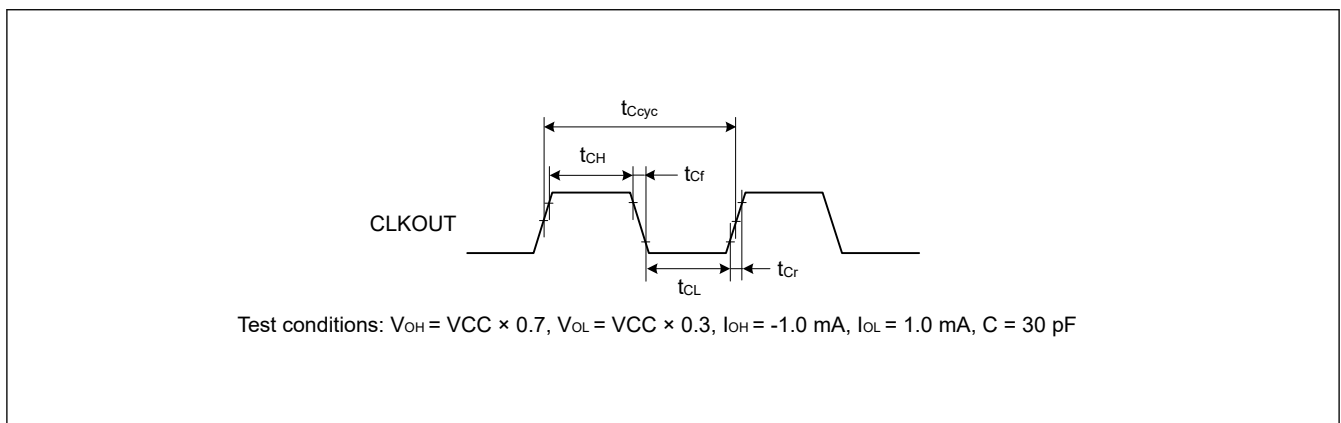 tCcyc
tCH
tCf
CLKOUT
tCL
tCr
Test conditions: VOH = VCC × 0.7, VOL = VCC × 0.3, IOH = -1.0 mA, IOL = 1.0 mA, C = 30 pF